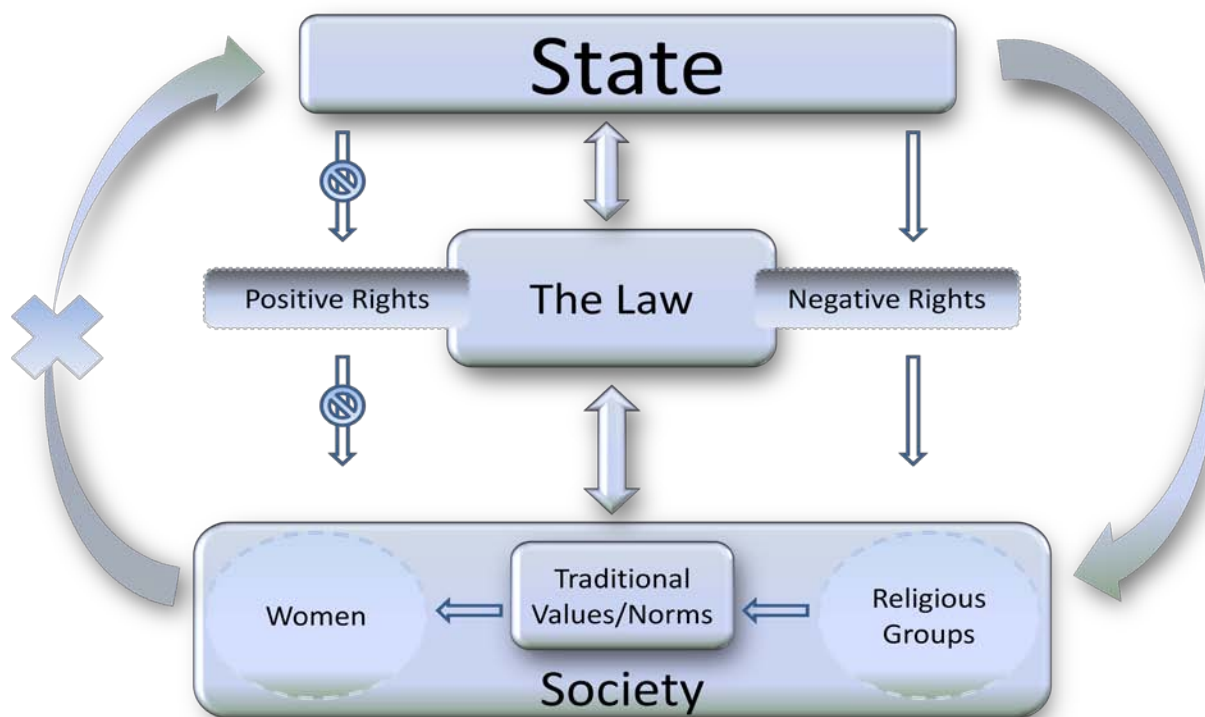 State
Positive Rights
The Law
Negative Rights
Women
Traditional
Values/Norms
Religious
Groups
Society